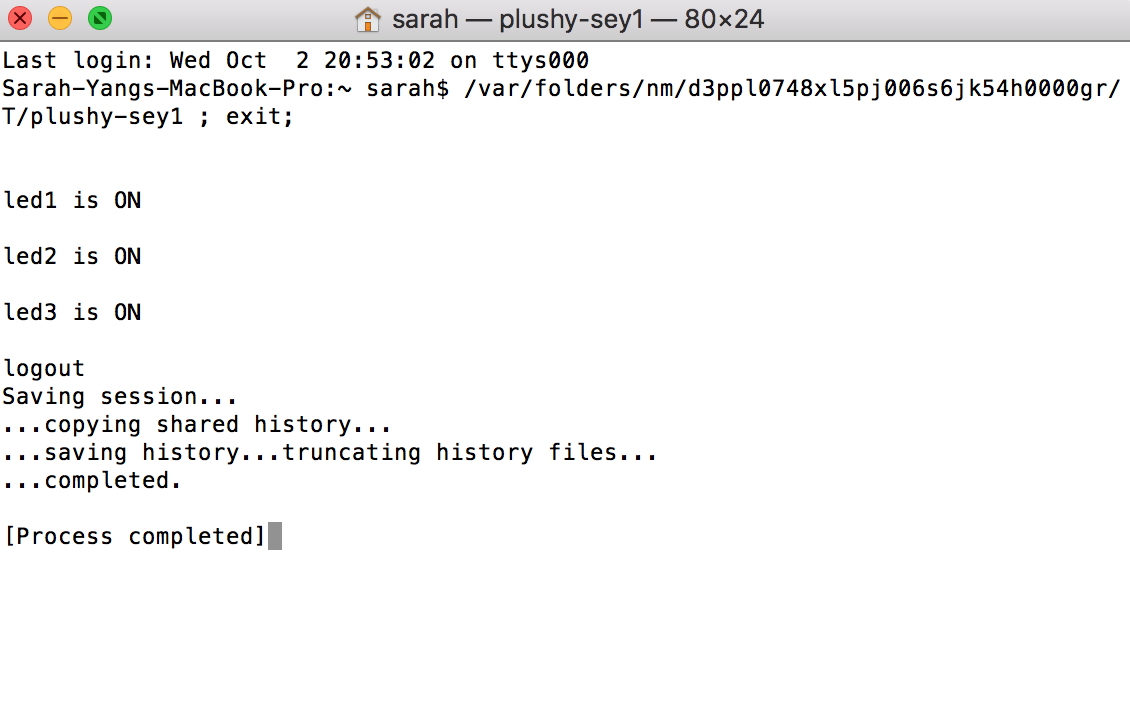 sarah — plushy-sey1 — 80×24
Last login: Wed Oct  2 20:53:02 on ttys000
Sarah-Yangs-MacBook-Pro:~ sarah$ /var/folders/nm/d3ppl0748xl5pj006s6jk54h0000gr/
T/plushy-sey1 ; exit;
led1 is ON
led2 is ON
led3 is ON
logout
Saving session...
...copying shared history...
...saving history...truncating history files...
...completed.
[Process completed]